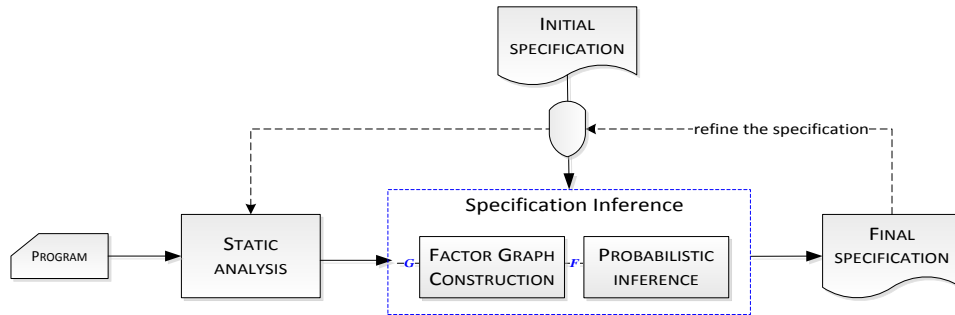 INITIAL
SPECIFICATION
refine the specification
Specification Inference
PROGRAM
STATIC
ANALYSIS
G
FACTOR GRAPH
CONSTRUCTION
F
PROBABILISTIC
INFERENCE
FINAL
SPECIFICATION